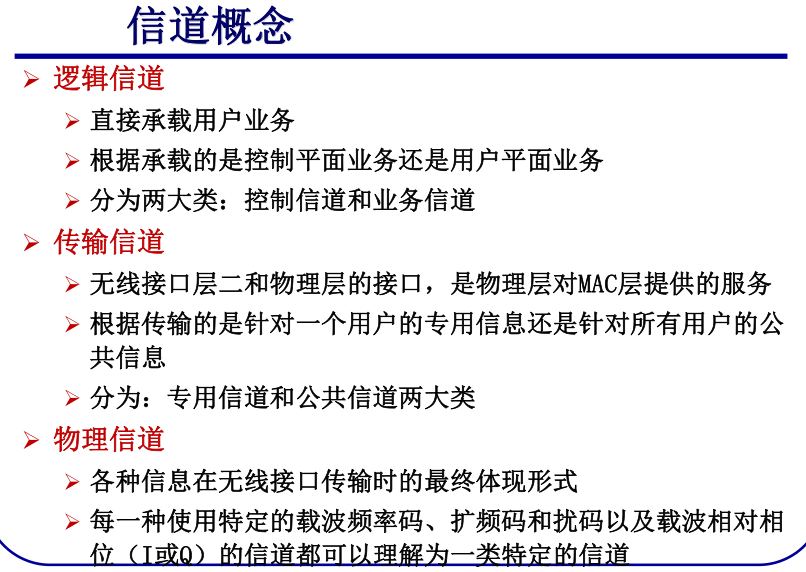 信道概念
逻辑信道
直接承载用户业务
根据承载的是控制平面业务还是用户平面业务
分为两大类：控制信道和业务信道
传输信道
无线接口层二和物理层的接口，是物理层对MAC层提供的服务
根据传输的是针对一个用户的专用信息还是针对所有用户的公
共信息
分为：专用信道和公共信道两大类
物理信道
各种信息在无线接口传输时的最终体现形式
每一种使用特定的载波频率码、扩频码和扰码以及载波相对相
位（I或Q）的信道都可以理解为一类特定的信道